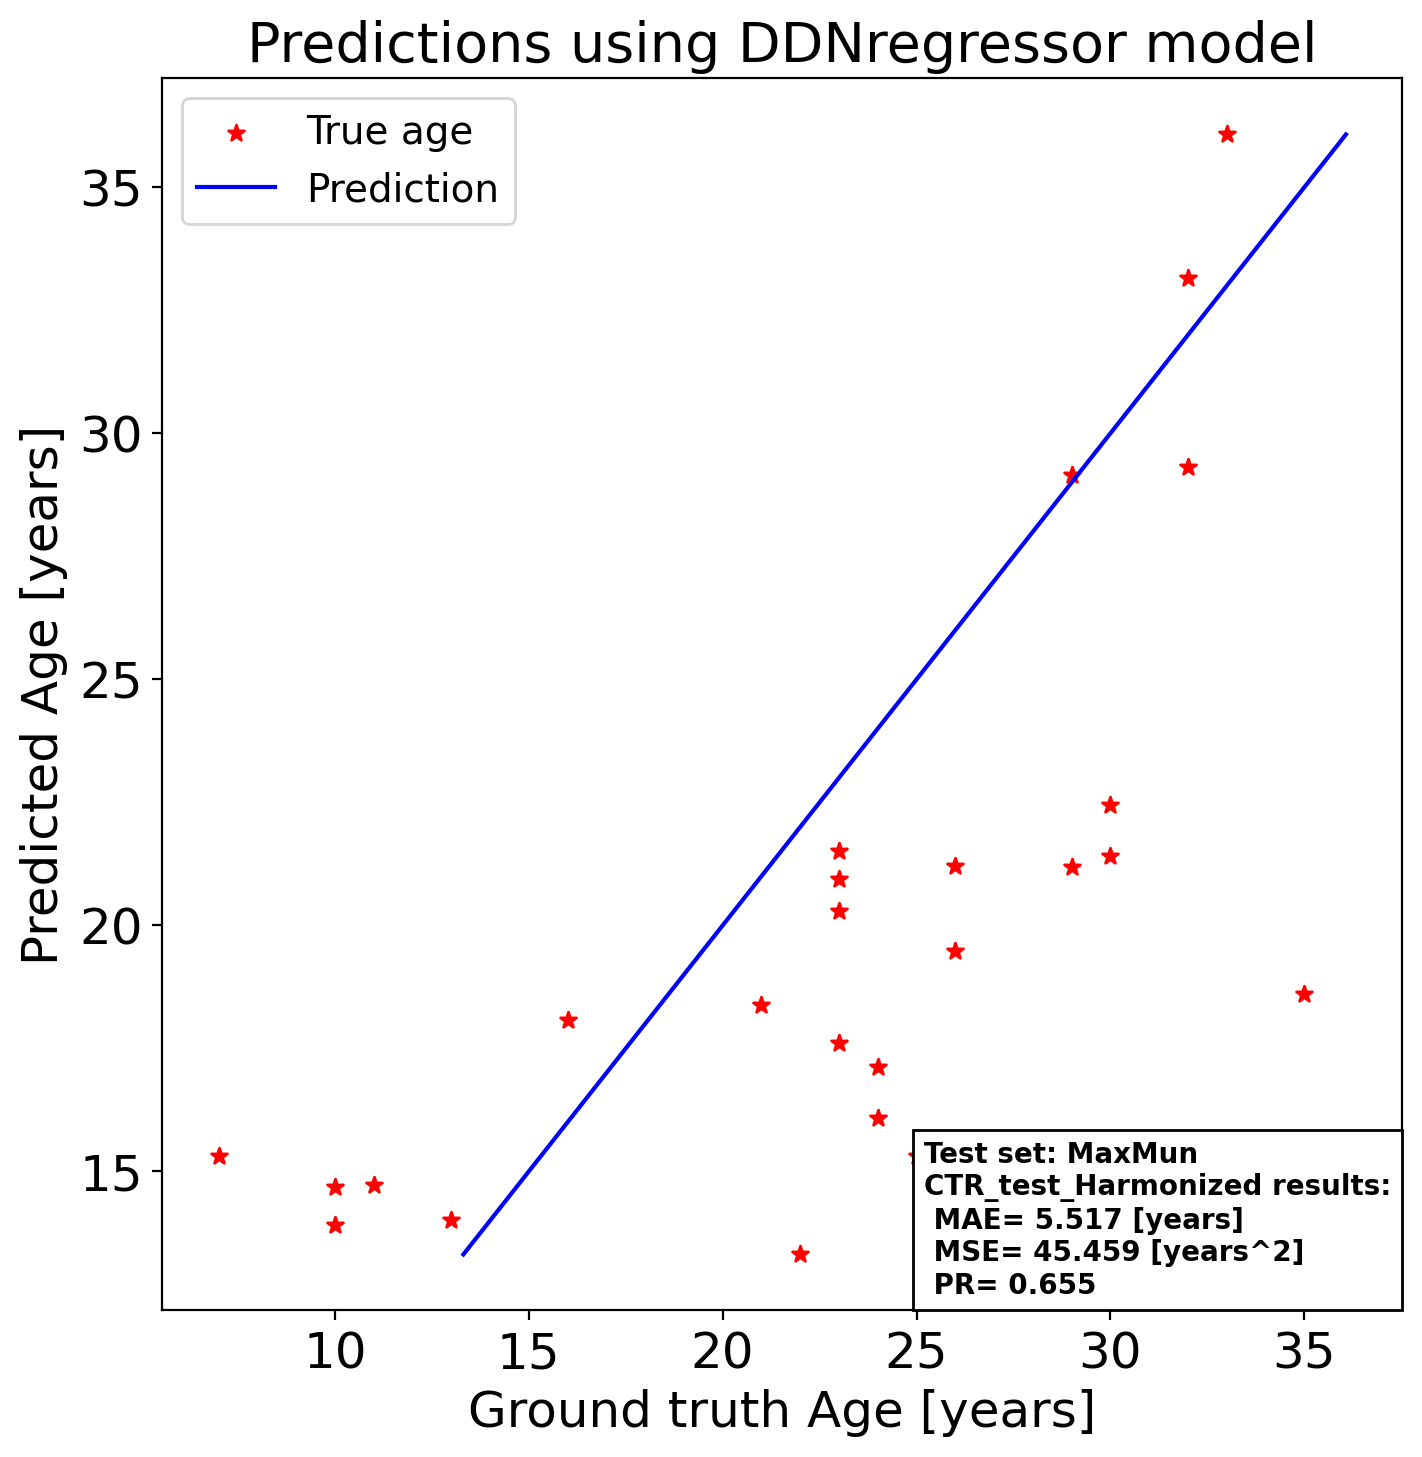 Predictions using DDNregressor model
True age
Prediction
35
30
25
20
15
Predicted Age [years]
Test set: MaxMun
CTR_test_Harmonized results:
MAE= 5.517 [years]
MSE= 45.459 [years^2]
PR= 0.655
10 15 20 25 30 35
Ground truth Age [years]